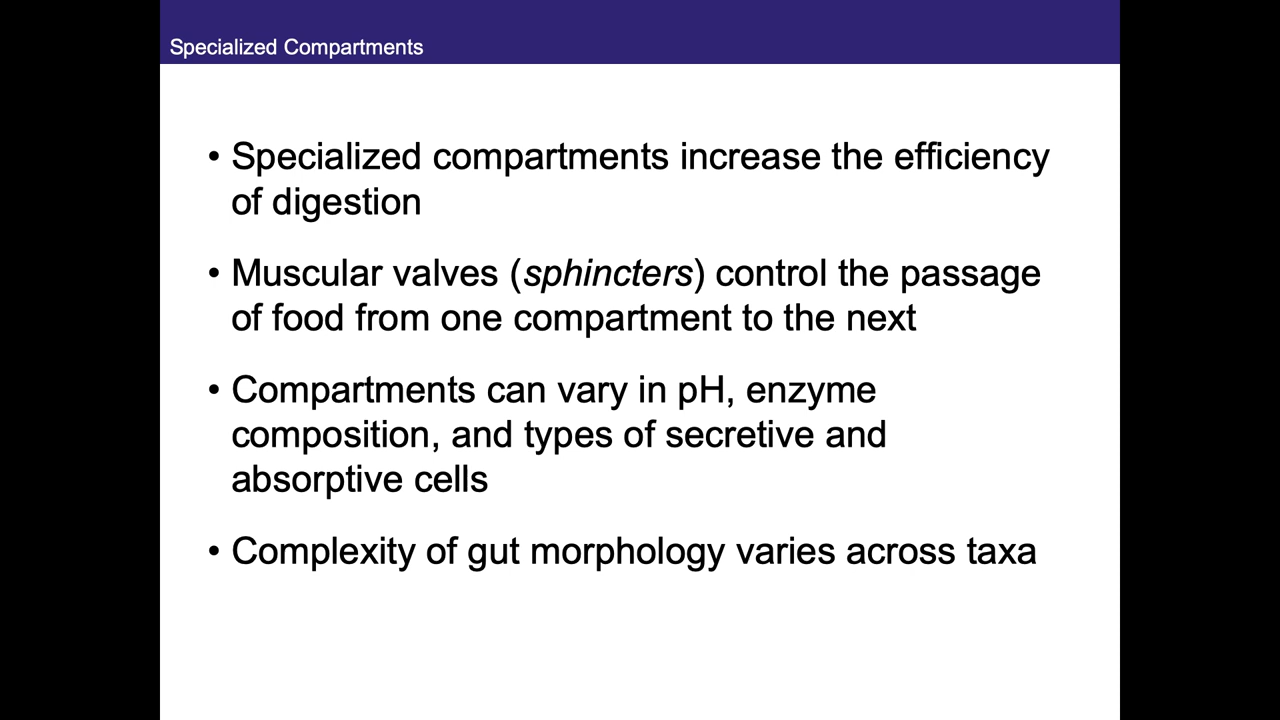 Specialized Compartments
• Specialized compartments increase the efficiency
of digestion
• Muscular valves (sphincters) control the passage
of food from one compartment to the next
• Compartments can vary in pH, enzyme
composition, and types of secretive and
absorptive cells
• Complexity of gut morphology varies across taxa